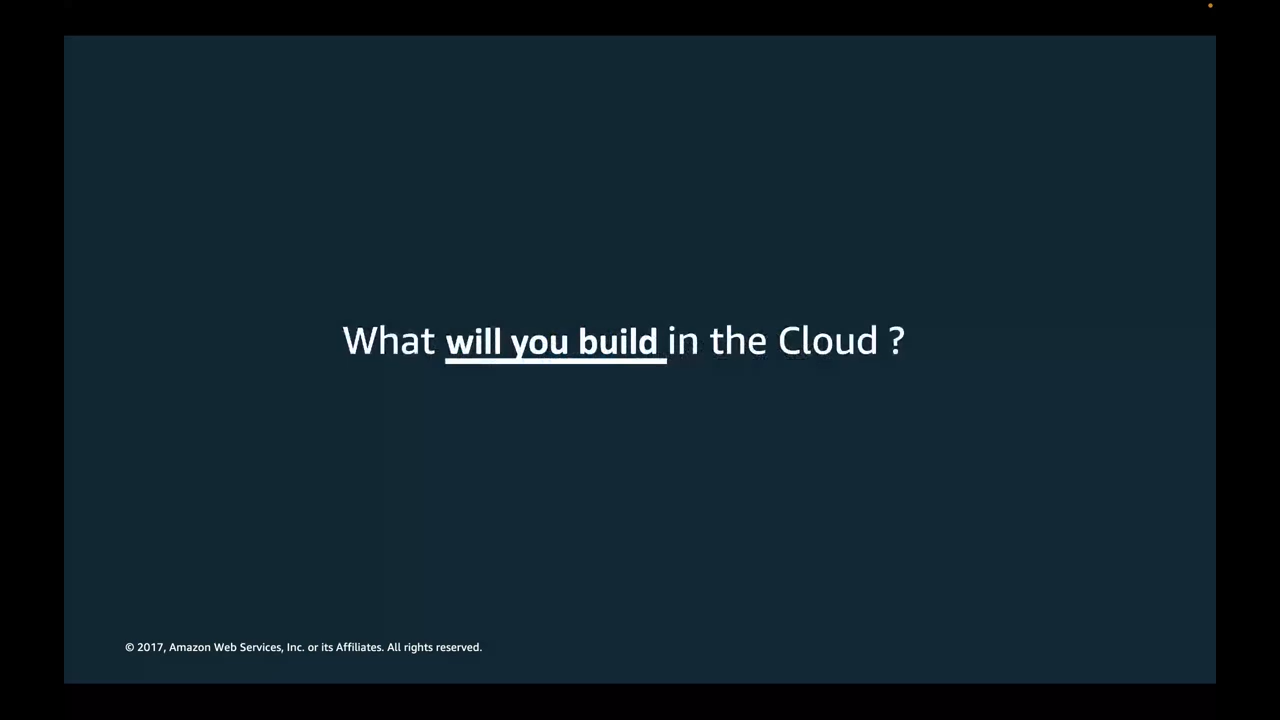 What will you build in the Cloud ?
© 2017, Amazon Web Services, Inc. or its Affiliates. All rights reserved.